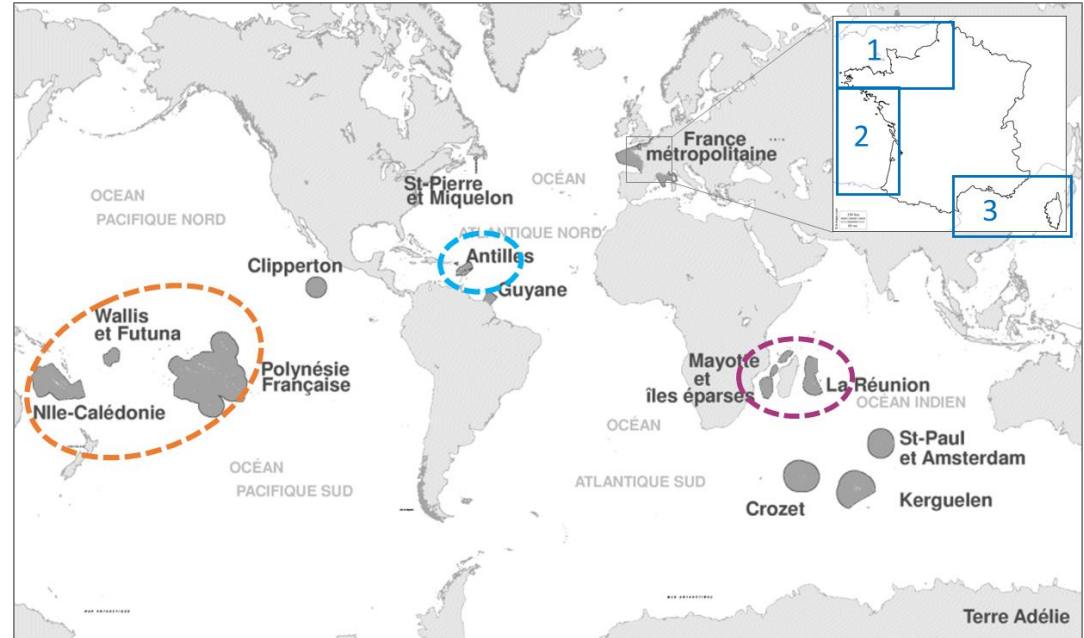 1
2
3
France
métropolitaine
St-Pierre
et Miquelon
OCEAN
PACIFIQUE NORD
OCÉAN
ATLANTIQUE NORD
Antilles
Clipperton
Guyane
Wallis
et Futuna
Polynésie
Française
Nlle-Calédonie
Mayotte
et
îles éparses
La Réunion
OCÉAN INDIEN
OCÉAN
ATLANTIQUE SUD
St-Paul
et Amsterdam
OCÉAN
PACIFIQUE SUD
Crozet
Kerguelen
Terre Adélie